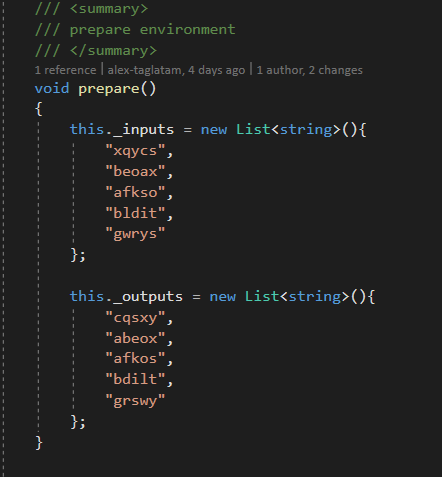 /// <summary>
/// prepare environment
/// </summary>
1 reference | alex-taglatam, 4 days ago | 1 author, 2 changes
void prepare()
{
this._inputs = new List<string>(){
"xqycs",
"beoax",
"afkso",
"bldit",
"gwrys"
};
this._outputs = new List<string>(){
"cqsxy",
"abeox",
"afkos",
"bdilt",
"grswy"
};
}